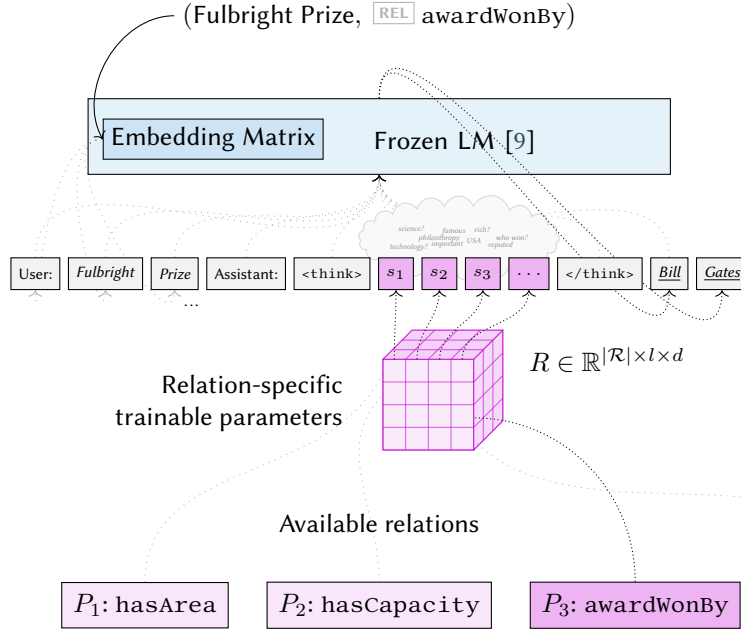 (Fulbright Prize, REL awardWonBy)
Embedding Matrix
Frozen LM [9]
science? famous rich?
philanthropy USA who won?
technology? important reputed
User: Fulbright Prize Assistant: <think> s1 s2 s3 ... </think> Bill Gates
...
Relation-specific
trainable parameters
R ∈ ℝ^{|ℛ|×l×d}
Available relations
P1: hasArea P2: hasCapacity P3: awardWonBy